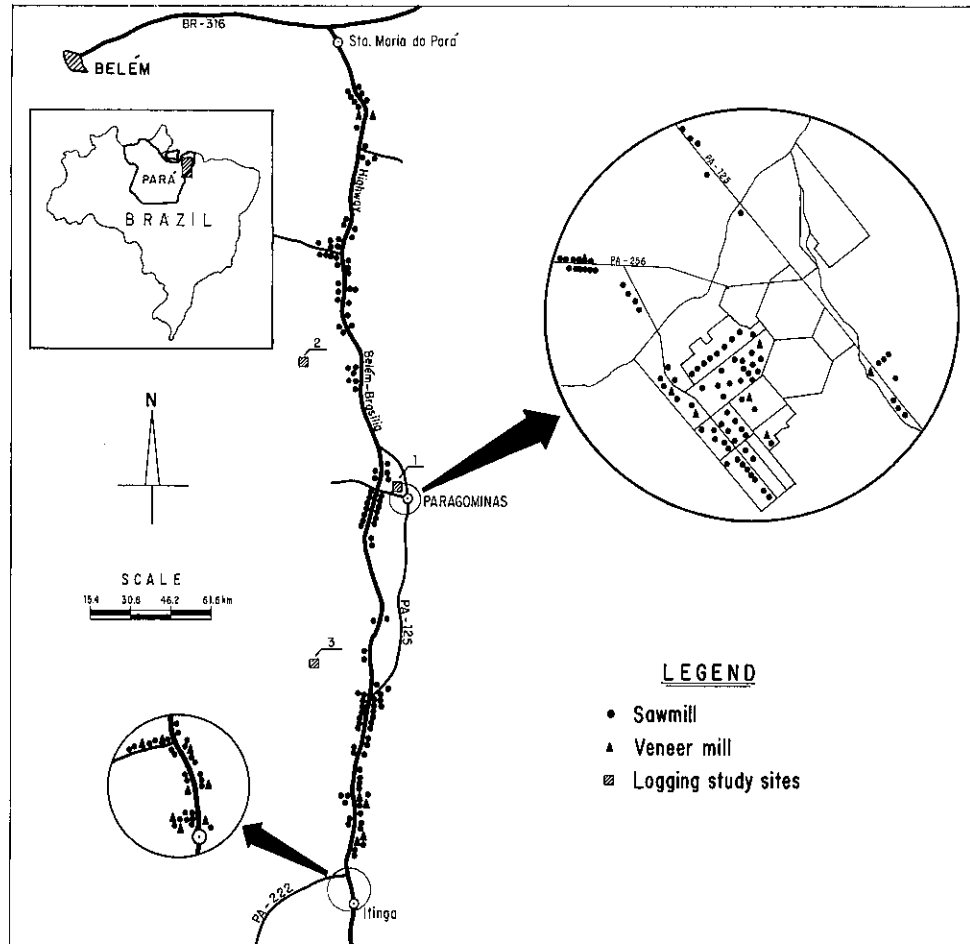 BR-316
Sta. Maria do Pará
BELÉM
PARÁ
BRAZIL
Highway
PA-125
PA-256
2
Belém-Brasília
N
1
PARAGOMINAS
SCALE
15.4 30.8 46.2 61.6 km
PA-125
3
LEGEND
Sawmill
Veneer mill
Logging study sites
PA-222
Itinga